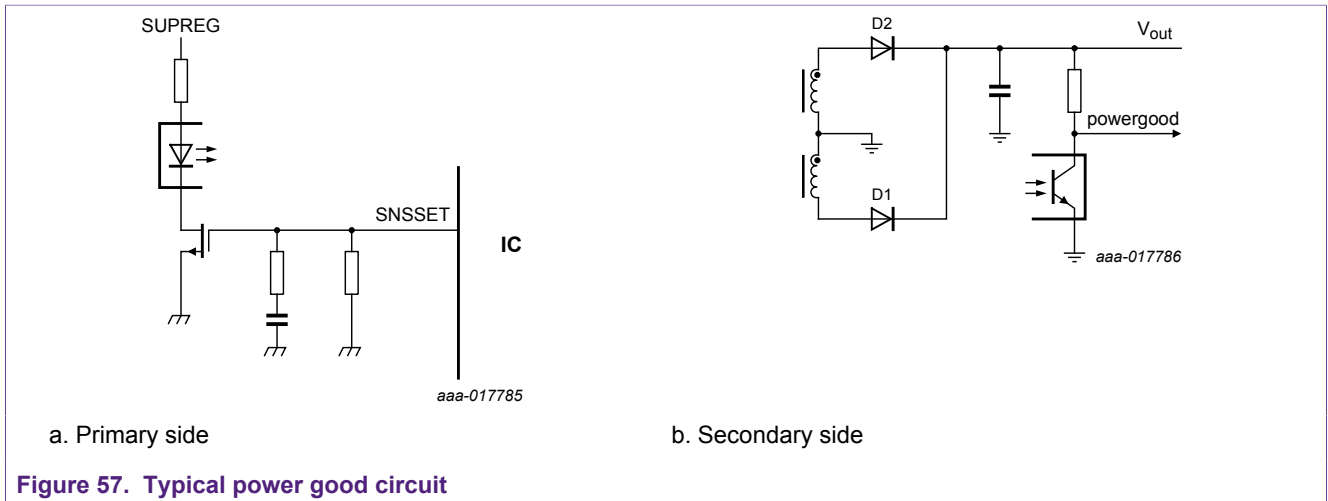 SUPREG
SNSSET
IC
aaa-017785
D2
Vout
powergood
D1
aaa-017786
a. Primary side
b. Secondary side
Figure 57. Typical power good circuit